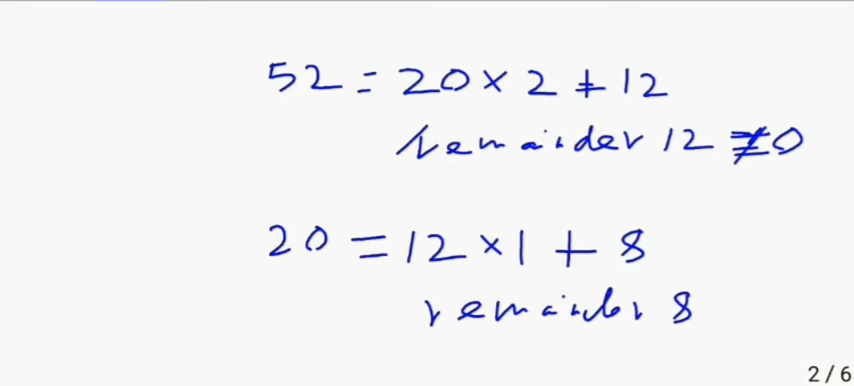 52 = 20 × 2 + 12
remainder 12 ≠ 0
20 = 12 × 1 + 8
remainder 8
2 / 6